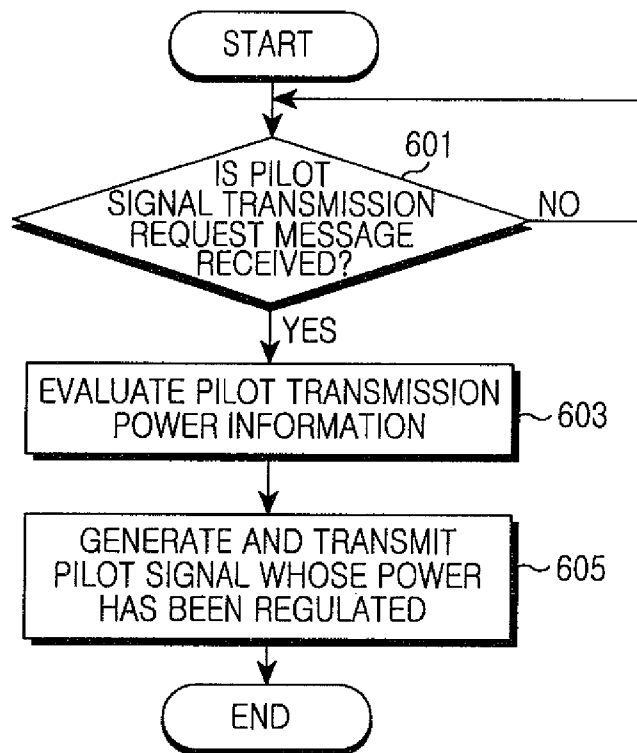 START
601
IS PILOT
SIGNAL TRANSMISSION
REQUEST MESSAGE
RECEIVED?
NO
YES
EVALUATE PILOT TRANSMISSION
POWER INFORMATION
603
GENERATE AND TRANSMIT
PILOT SIGNAL WHOSE POWER
HAS BEEN REGULATED
605
END